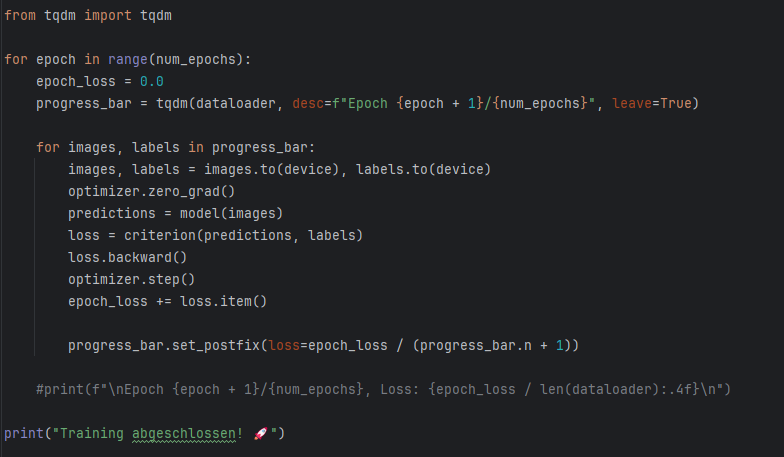 from tqdm import tqdm
for epoch in range(num_epochs):
epoch_loss = 0.0
progress_bar = tqdm(dataloader, desc=f"Epoch {epoch + 1}/{num_epochs}", leave=True)
for images, labels in progress_bar:
images, labels = images.to(device), labels.to(device)
optimizer.zero_grad()
predictions = model(images)
loss = criterion(predictions, labels)
loss.backward()
optimizer.step()
epoch_loss += loss.item()
progress_bar.set_postfix(loss=epoch_loss / (progress_bar.n + 1))
#print(f"\nEpoch {epoch + 1}/{num_epochs}, Loss: {epoch_loss / len(dataloader):.4f}\n")
print("Training abgeschlossen! 🚀")